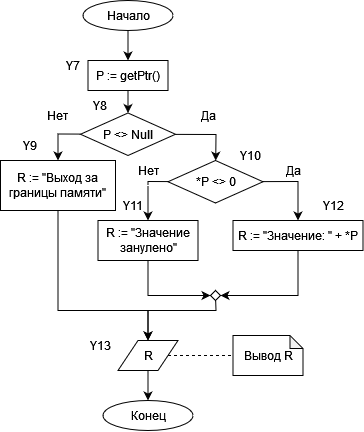 Начало
Y7
P := getPtr()
Y8
Нет
P <> Null
Да
Y9
Y10
R := "Выход за
границы памяти"
Нет
*P <> 0
Да
Y11
Y12
R := "Значение
занулено"
R := "Значение: " + *P
Y13
R
Вывод R
Конец